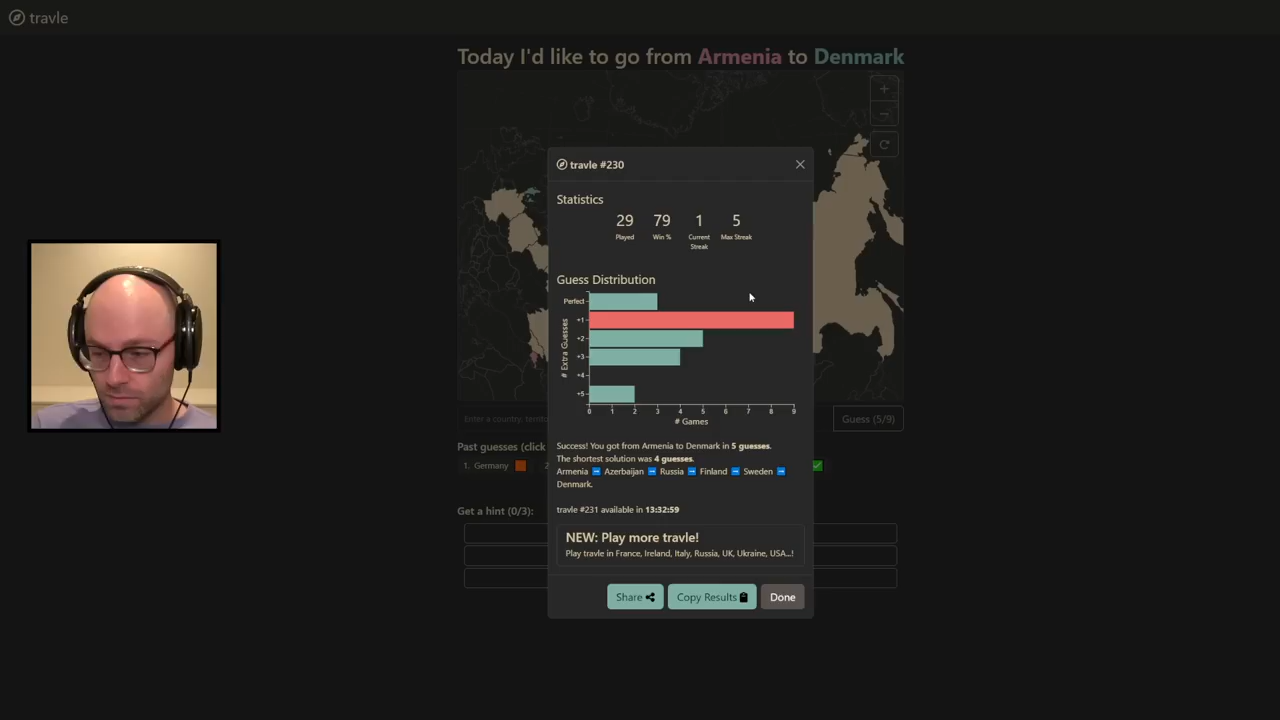 travle
Today I'd like to go from Armenia to Denmark
travle #230
Statistics
29 79 1 5
Played Win % Current Streak Max Streak
Guess Distribution
# Extra Guesses
Perfect
+1
+2
+3
+4
+5
0 1 2 3 4 5 6 7 8 9
# Games
Enter a country, territo
Guess (5/9)
Success! You got from Armenia to Denmark in 5 guesses.
The shortest solution was 4 guesses.
Past guesses (click
1. Germany 2
Armenia ➡ Azerbaijan ➡ Russia ➡ Finland ➡ Sweden ➡
Denmark.
Get a hint (0/3):
travle #231 available in 13:32:59
NEW: Play more travle!
Play travle in France, Ireland, Italy, Russia, UK, Ukraine, USA...!
Share Copy Results Done